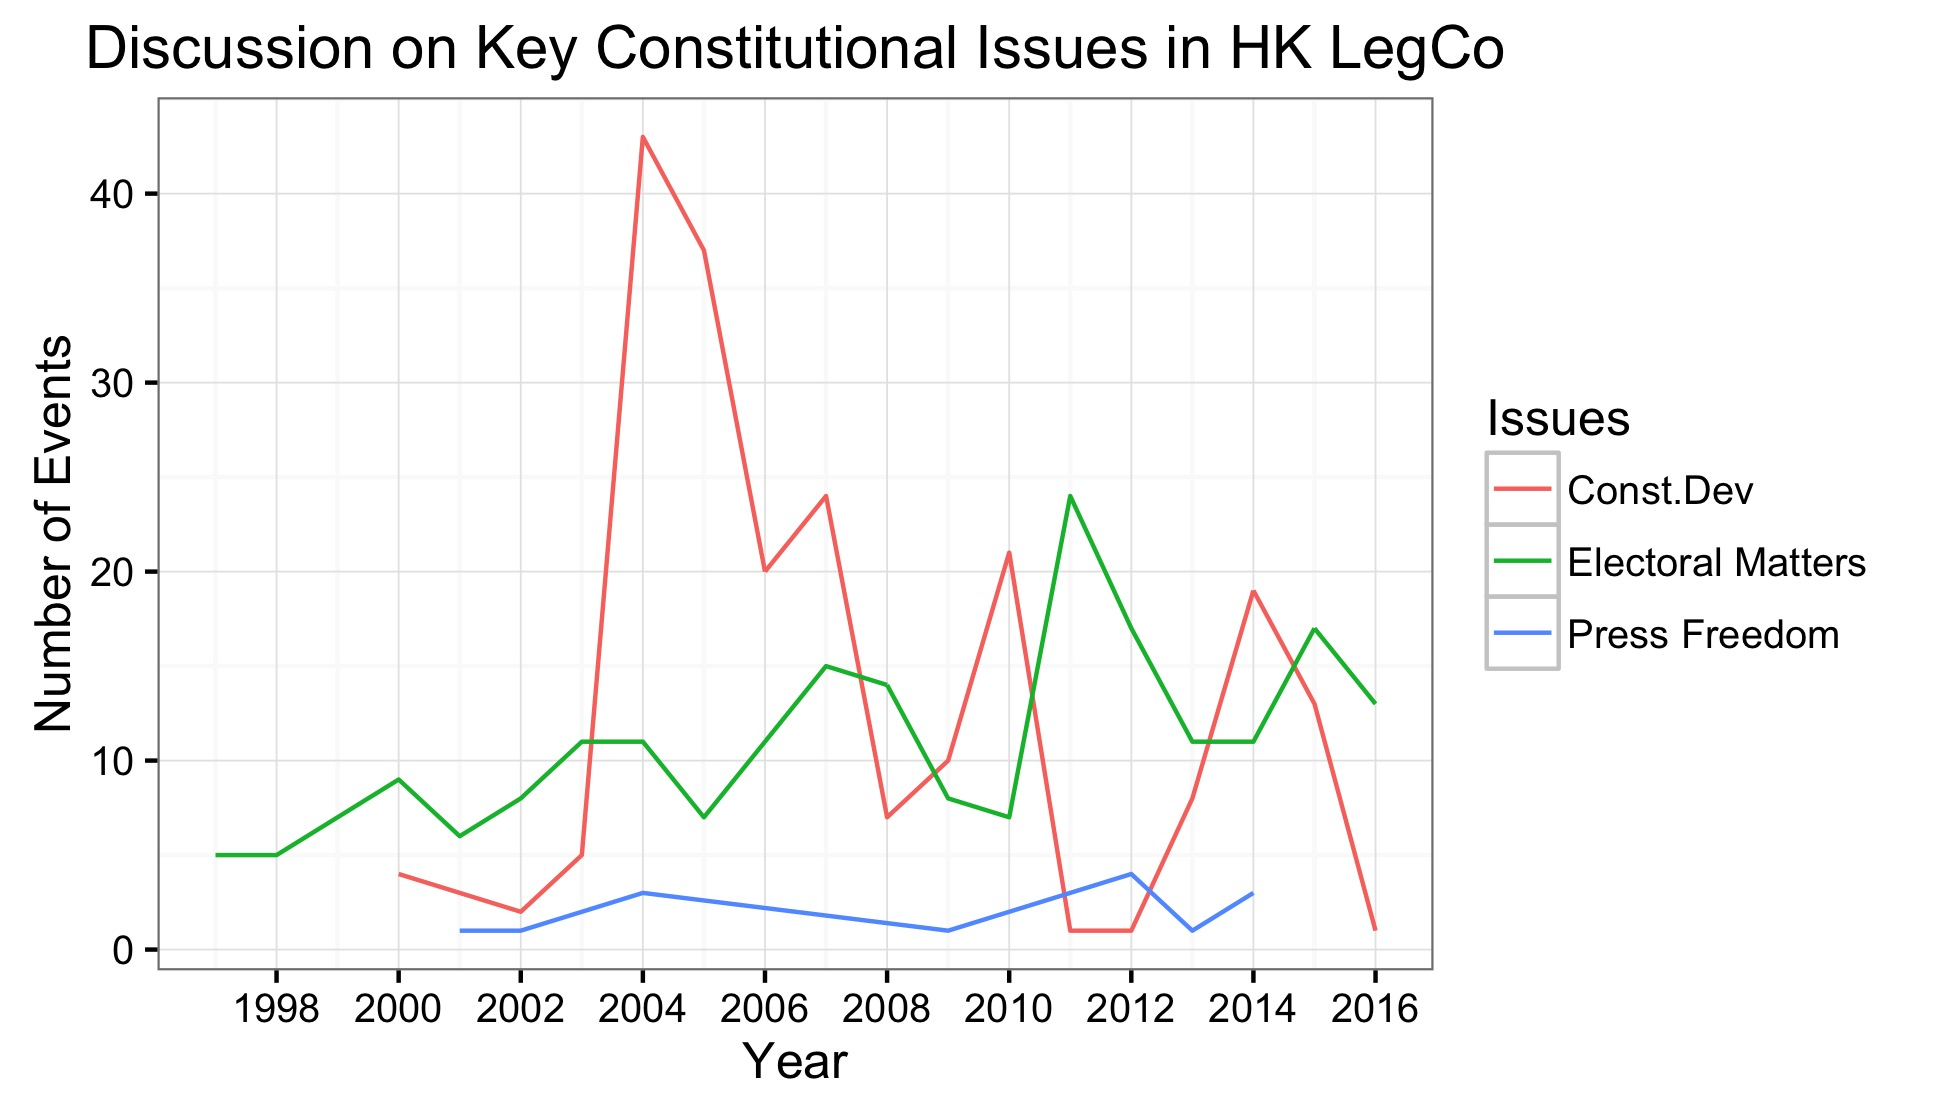 Discussion on Key Constitutional Issues in HK LegCo
Number of Events
40
30
20
10
0
1998 2000 2002 2004 2006 2008 2010 2012 2014 2016
Year
Issues
Const.Dev
Electoral Matters
Press Freedom